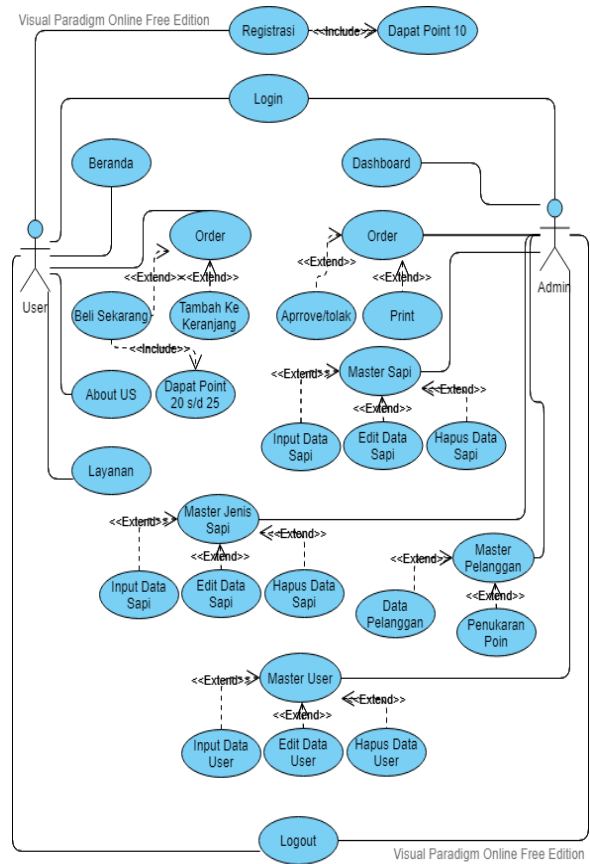 Visual Paradigm Online Free Edition
Registrasi
<<Include>>
Dapat Point 10
Login
Beranda
Dashboard
Order
Order
<<Extend>>
<<Extend>>
<<Extend>>
<<Extend>>
User
Admin
Beli Sekarang
Tambah Ke
Keranjang
Aprrove/tolak
Print
<<Include>>
Master Sapi
<<Extend>>
<<Extend>>
<<Extend>>
About US
Dapat Point
20 s/d 25
Input Data
Sapi
Edit Data
Sapi
Hapus Data
Sapi
Layanan
Master Jenis
Sapi
<<Extend>>
<<Extend>>
<<Extend>>
Master
Pelanggan
<<Extend>>
<<Extend>>
Input Data
Sapi
Edit Data
Sapi
Hapus Data
Sapi
Data
Pelanggan
Penukaran
Poin
Master User
<<Extend>>
<<Extend>>
<<Extend>>
Input Data
User
Edit Data
User
Hapus Data
User
Logout
Visual Paradigm Online Free Edition